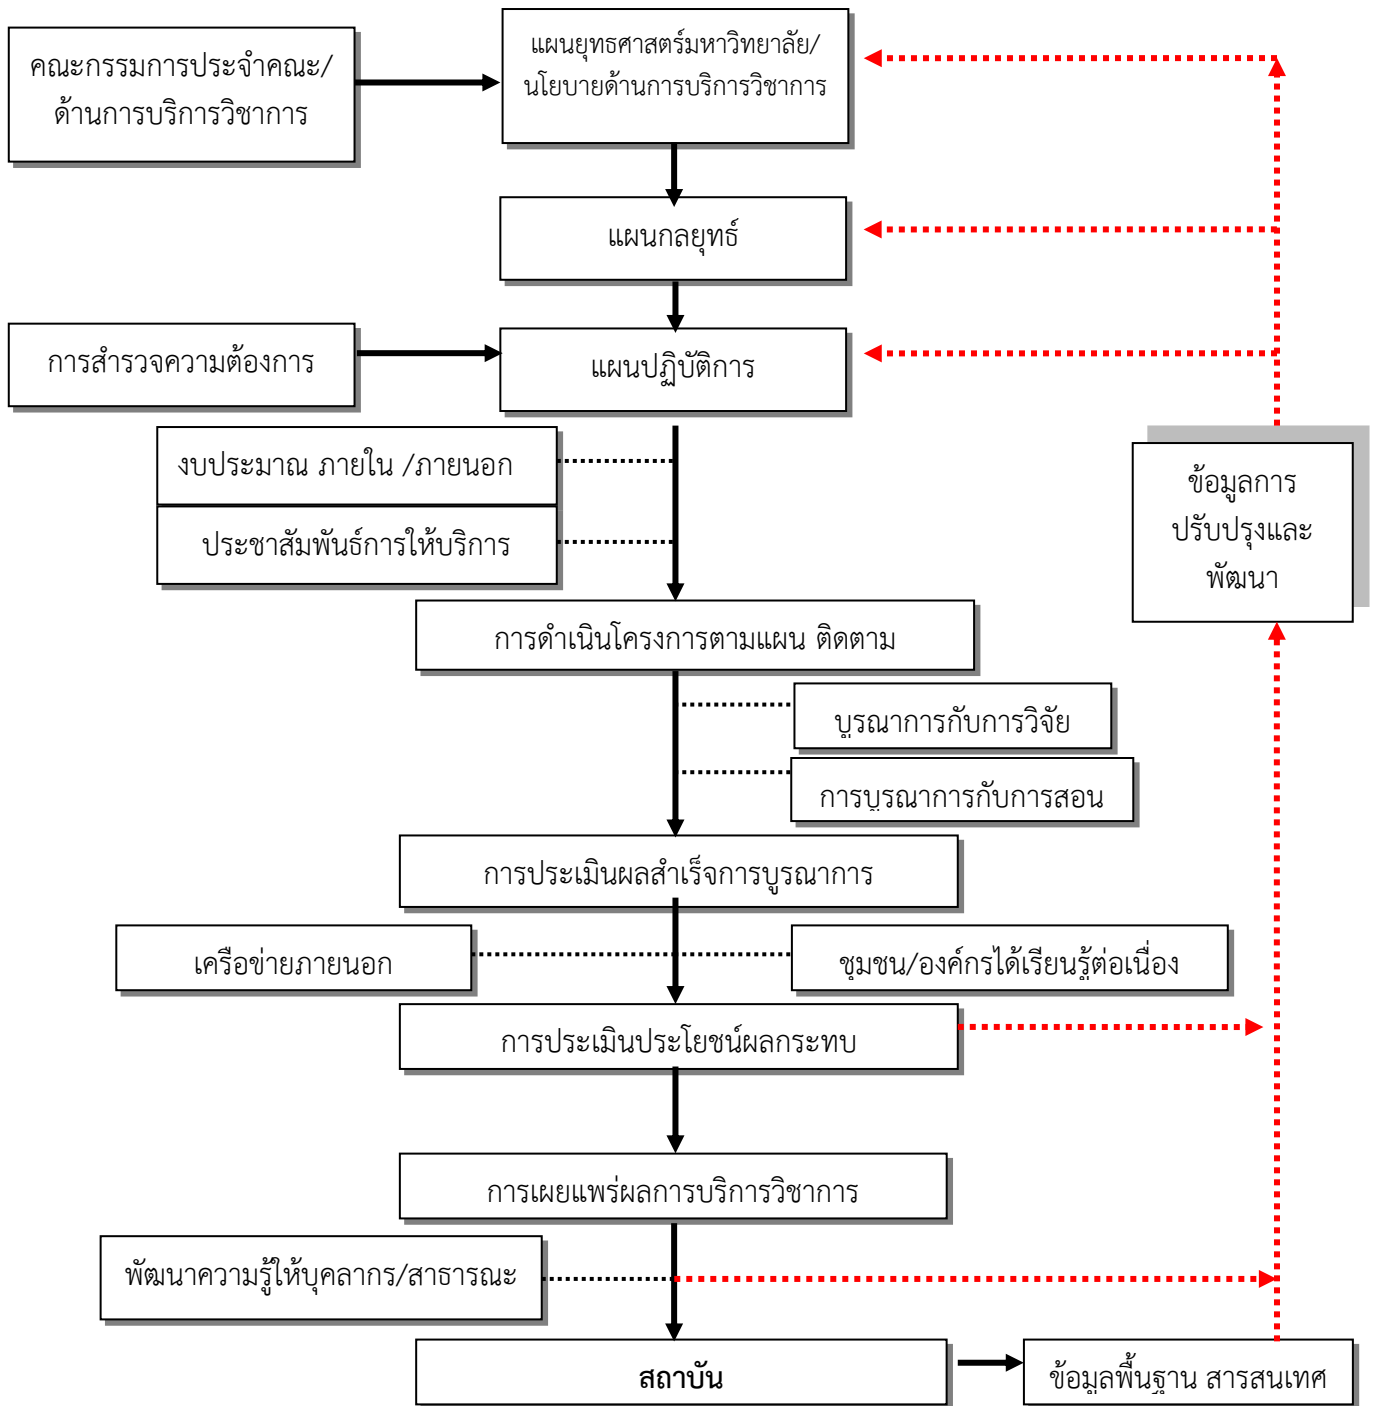 คณะกรรมการประจำคณะ/
ด้านการบริการวิชาการ
แผนยุทธศาสตร์มหาวิทยาลัย/
นโยบายด้านการบริการวิชาการ
แผนกลยุทธ์
การสำรวจความต้องการ
แผนปฏิบัติการ
งบประมาณ ภายใน /ภายนอก
ประชาสัมพันธ์การให้บริการ
ข้อมูลการ
ปรับปรุงและ
พัฒนา
การดำเนินโครงการตามแผน ติดตาม
บูรณาการกับการวิจัย
การบูรณาการกับการสอน
การประเมินผลสำเร็จการบูรณาการ
เครือข่ายภายนอก
ชุมชน/องค์กรได้เรียนรู้ต่อเนื่อง
การประเมินประโยชน์ผลกระทบ
การเผยแพร่ผลการบริการวิชาการ
พัฒนาความรู้ให้บุคลากร/สาธารณะ
สถาบัน
ข้อมูลพื้นฐาน สารสนเทศ